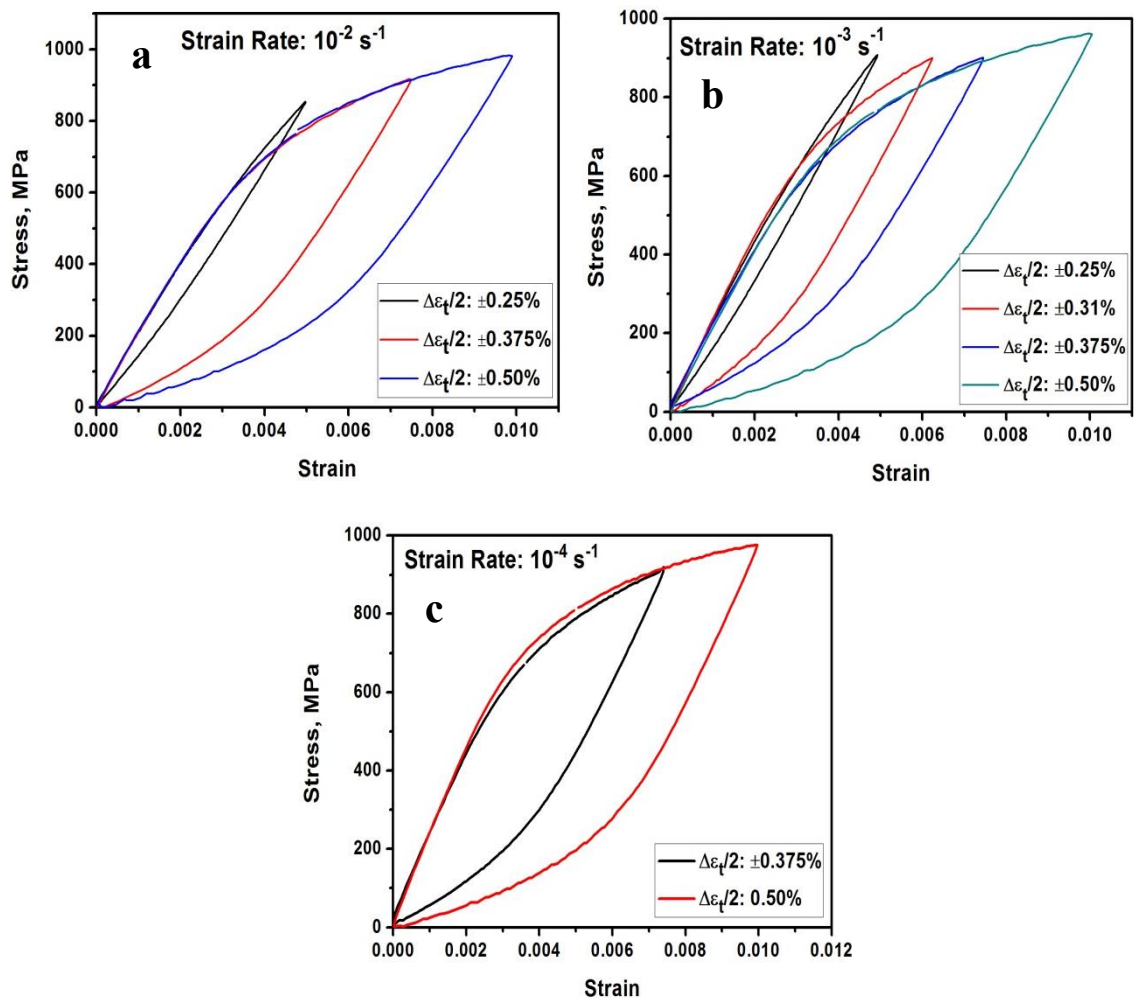 a
Strain Rate: 10⁻² s⁻¹
1000
800
600
400
200
0
Stress, MPa
Δεt/2: ±0.25%
Δεt/2: ±0.375%
Δεt/2: ±0.50%
0.000 0.002 0.004 0.006 0.008 0.010
Strain
b
Strain Rate: 10⁻³ s⁻¹
1000
900
800
700
600
500
400
300
200
100
0
Stress, MPa
Δεt/2: ±0.25%
Δεt/2: ±0.31%
Δεt/2: ±0.375%
Δεt/2: ±0.50%
0.000 0.002 0.004 0.006 0.008 0.010
Strain
Strain Rate: 10⁻⁴ s⁻¹
c
1000
800
600
400
200
0
Stress, MPa
Δεt/2: ±0.375%
Δεt/2: 0.50%
0.000 0.002 0.004 0.006 0.008 0.010 0.012
Strain